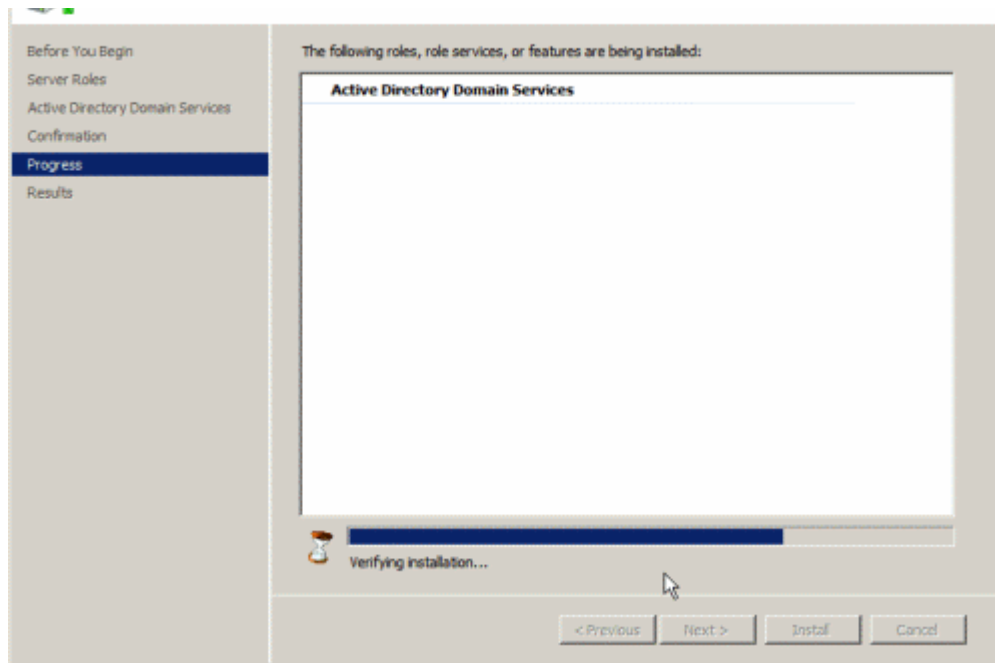 Before You Begin
Server Roles
Active Directory Domain Services
Confirmation
Progress
Results
The following roles, role services, or features are being installed:
Active Directory Domain Services
Verifying installation...
< Previous
Next >
Install
Cancel